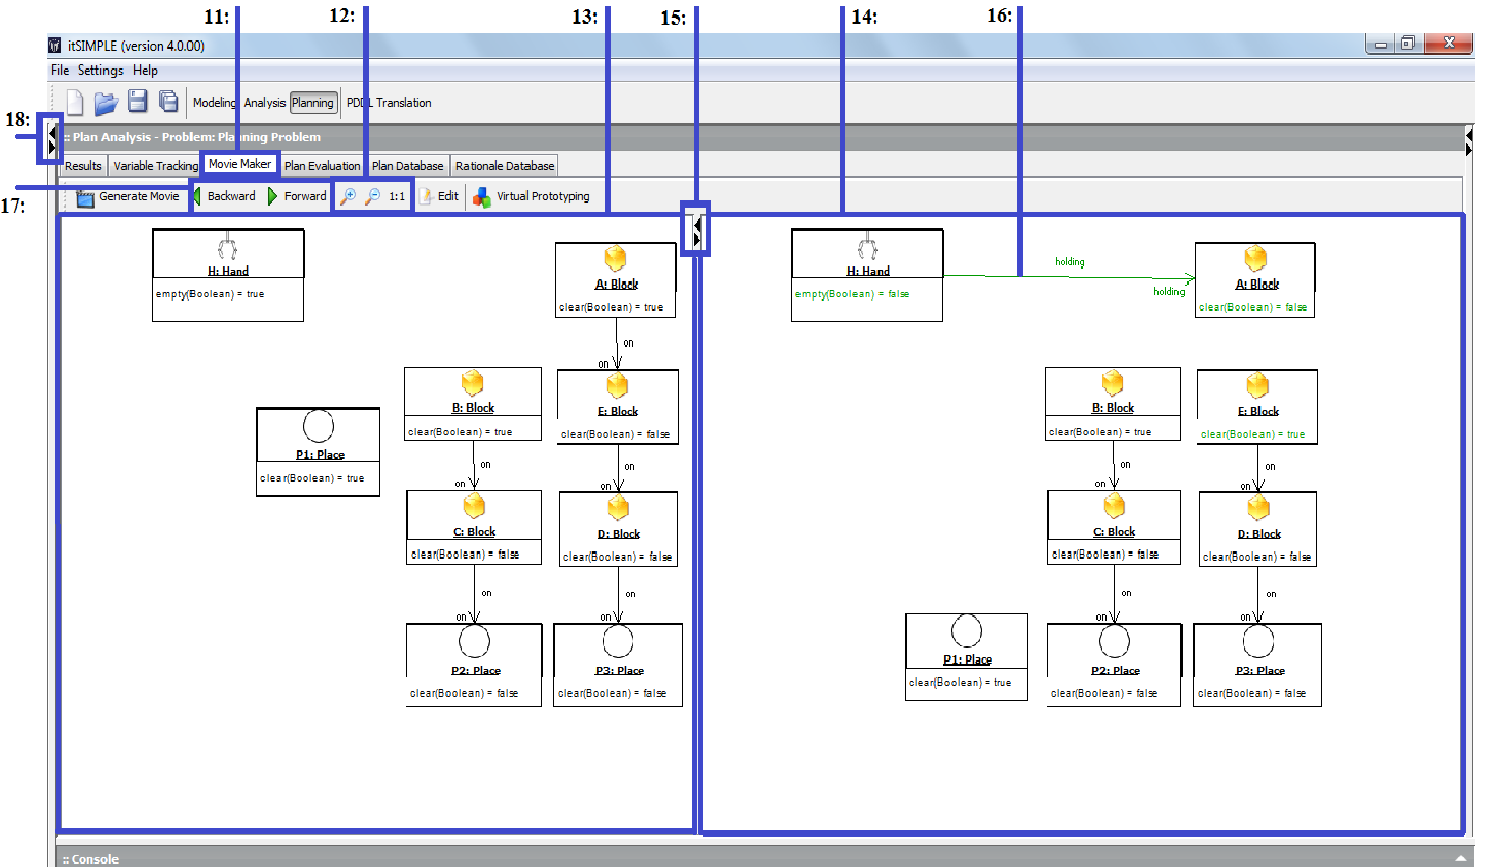 11: 12: 13: 15: 14: 16:
itSIMPLE (version 4.0.00)
File Settings Help
Modeling Analysis Planning PDDL Translation
18:
:: Plan Analysis - Problem: Planning Problem
Results Variable Tracking Movie Maker Plan Evaluation Plan Database Rationale Database
17:
Generate Movie Backward Forward 1:1 Edit Virtual Prototyping
H: Hand
empty(Boolean) = true
A: Block
clear(Boolean) = true
on
on
B: Block
clear(Boolean) = true
E: Block
clear(Boolean) = false
P1: Place
clear(Boolean) = true
on
on
on
on
C: Block
clear(Boolean) = false
D: Block
clear(Boolean) = false
on
on
on
on
P2: Place
clear(Boolean) = false
P3: Place
clear(Boolean) = false
H: Hand
empty(Boolean) = false
holding
holding
A: Block
clear(Boolean) = false
B: Block
clear(Boolean) = true
E: Block
clear(Boolean) = true
on
on
on
on
C: Block
clear(Boolean) = false
D: Block
clear(Boolean) = false
on
on
on
on
P1: Place
clear(Boolean) = true
P2: Place
clear(Boolean) = false
P3: Place
clear(Boolean) = false
:: Console